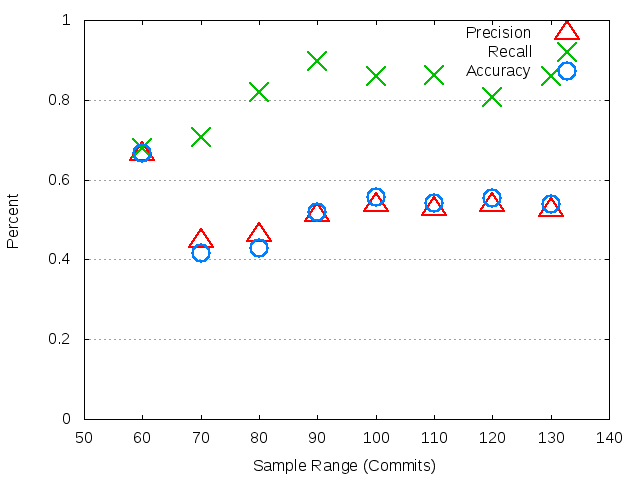 1
Precision
Recall
Accuracy
0.8
0.6
Percent
0.4
0.2
0
50 60 70 80 90 100 110 120 130 140
Sample Range (Commits)